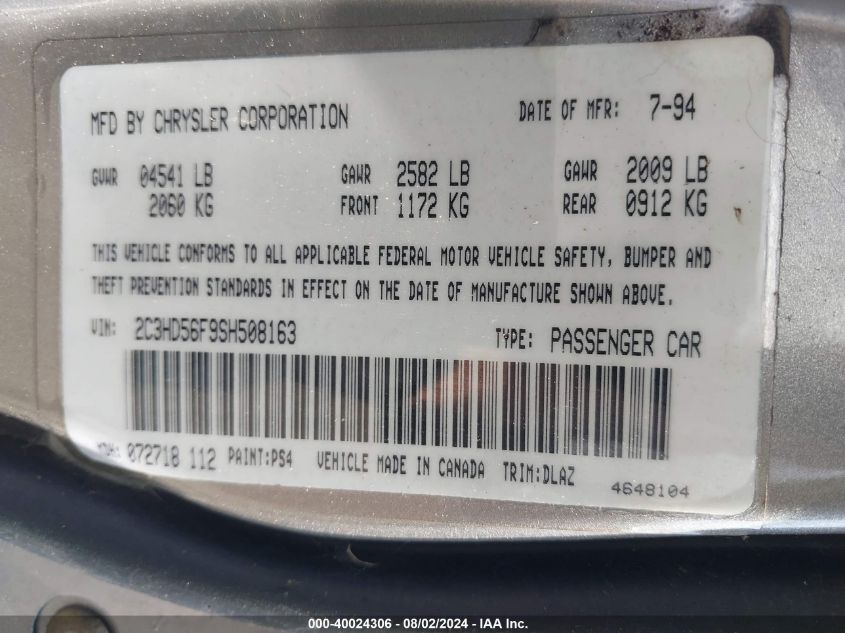 MFD BY CHRYSLER CORPORATION DATE OF MFR: 7-94
GVWR 04541 LB GAWR 2582 LB GAWR 2009 LB
2060 KG FRONT 1172 KG REAR 0912 KG
THIS VEHICLE CONFORMS TO ALL APPLICABLE FEDERAL MOTOR VEHICLE SAFETY, BUMPER AND
THEFT PREVENTION STANDARDS IN EFFECT ON THE DATE OF MANUFACTURE SHOWN ABOVE.
VIN: 2C3HD56F9SH508163 TYPE: PASSENGER CAR
MDH: 072718 112 PAINT:PS4 VEHICLE MADE IN CANADA TRIM:DLAZ 4648104
000-40024306 - 08/02/2024 - IAA Inc.